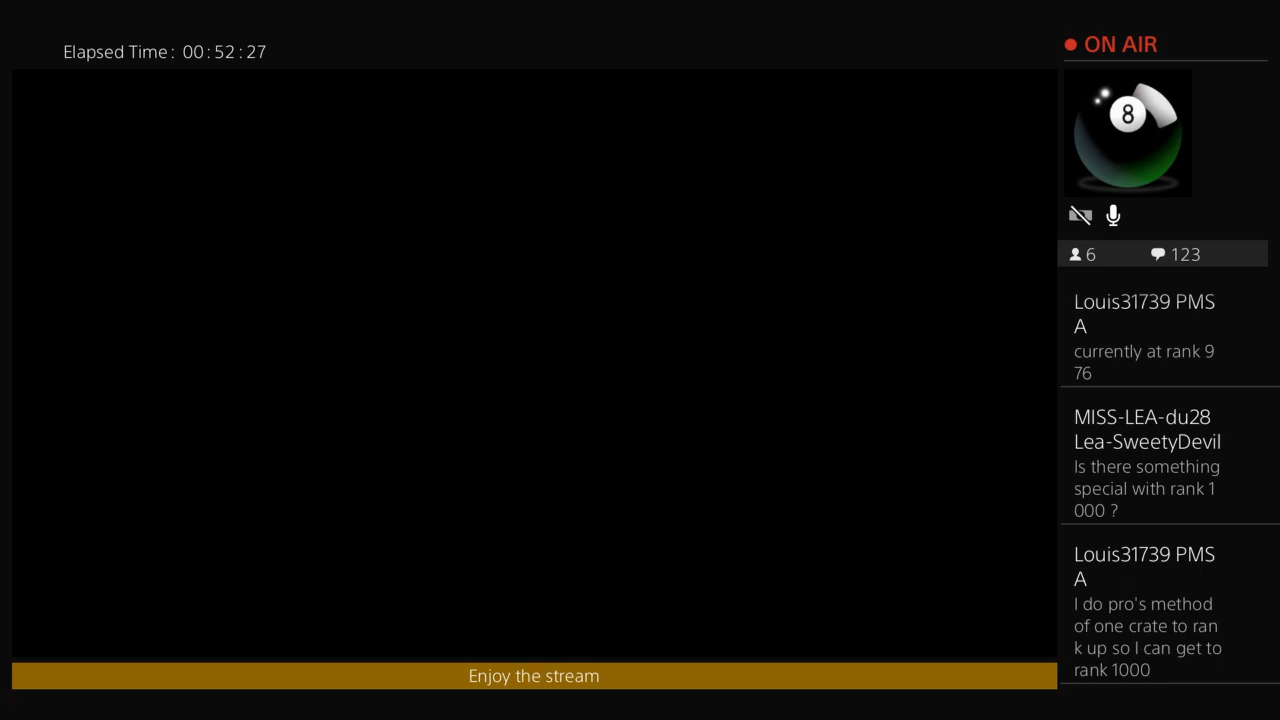 Elapsed Time: 00:52:27
ON AIR
8
6 123
Louis31739 PMS
A
currently at rank 9
76
MISS-LEA-du28
Lea-SweetyDevil
Is there something
special with rank 1
000 ?
Louis31739 PMS
A
I do pro's method
of one crate to ran
k up so I can get to
rank 1000
Enjoy the stream